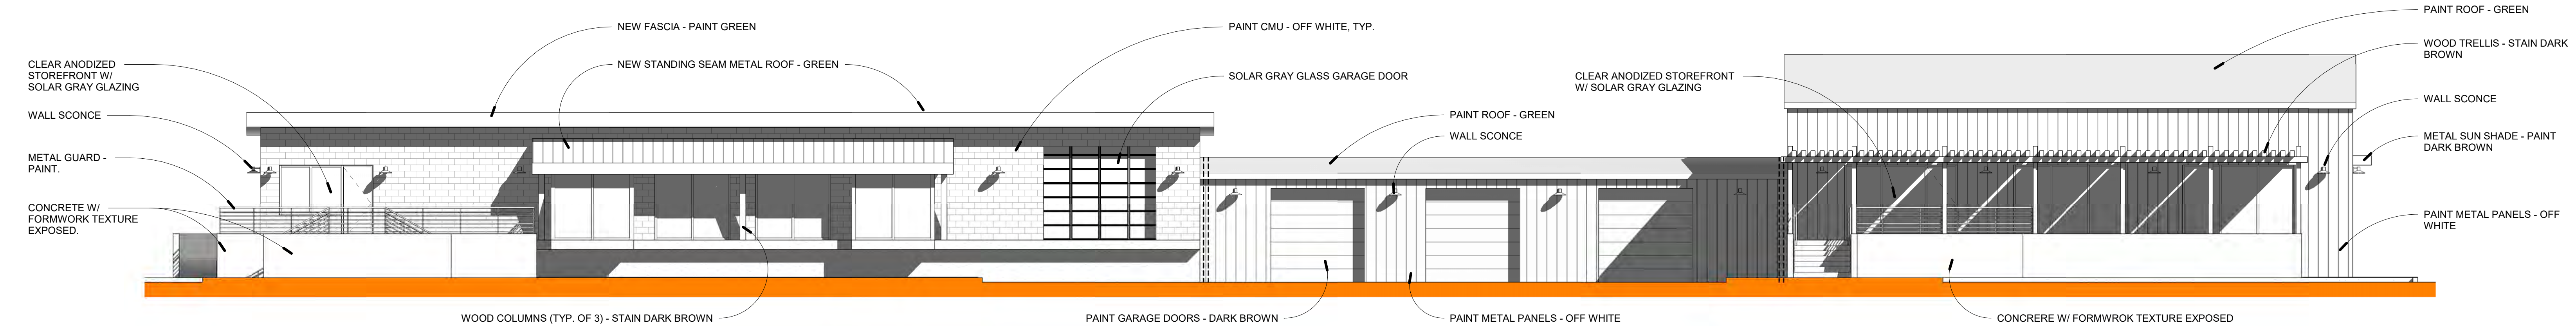 NEW FASCIA - PAINT GREEN
PAINT CMU - OFF WHITE, TYP.
PAINT ROOF - GREEN
CLEAR ANODIZED
STOREFRONT W/
SOLAR GRAY GLAZING
NEW STANDING SEAM METAL ROOF - GREEN
SOLAR GRAY GLASS GARAGE DOOR
CLEAR ANODIZED STOREFRONT
W/ SOLAR GRAY GLAZING
WOOD TRELLIS - STAIN DARK
BROWN
WALL SCONCE
PAINT ROOF - GREEN
WALL SCONCE
WALL SCONCE
METAL GUARD -
PAINT.
METAL SUN SHADE - PAINT
DARK BROWN
CONCRETE W/
FORMWORK TEXTURE
EXPOSED.
PAINT METAL PANELS - OFF
WHITE
WOOD COLUMNS (TYP. OF 3) - STAIN DARK BROWN
PAINT GARAGE DOORS - DARK BROWN
PAINT METAL PANELS - OFF WHITE
CONCRERE W/ FORMWROK TEXTURE EXPOSED